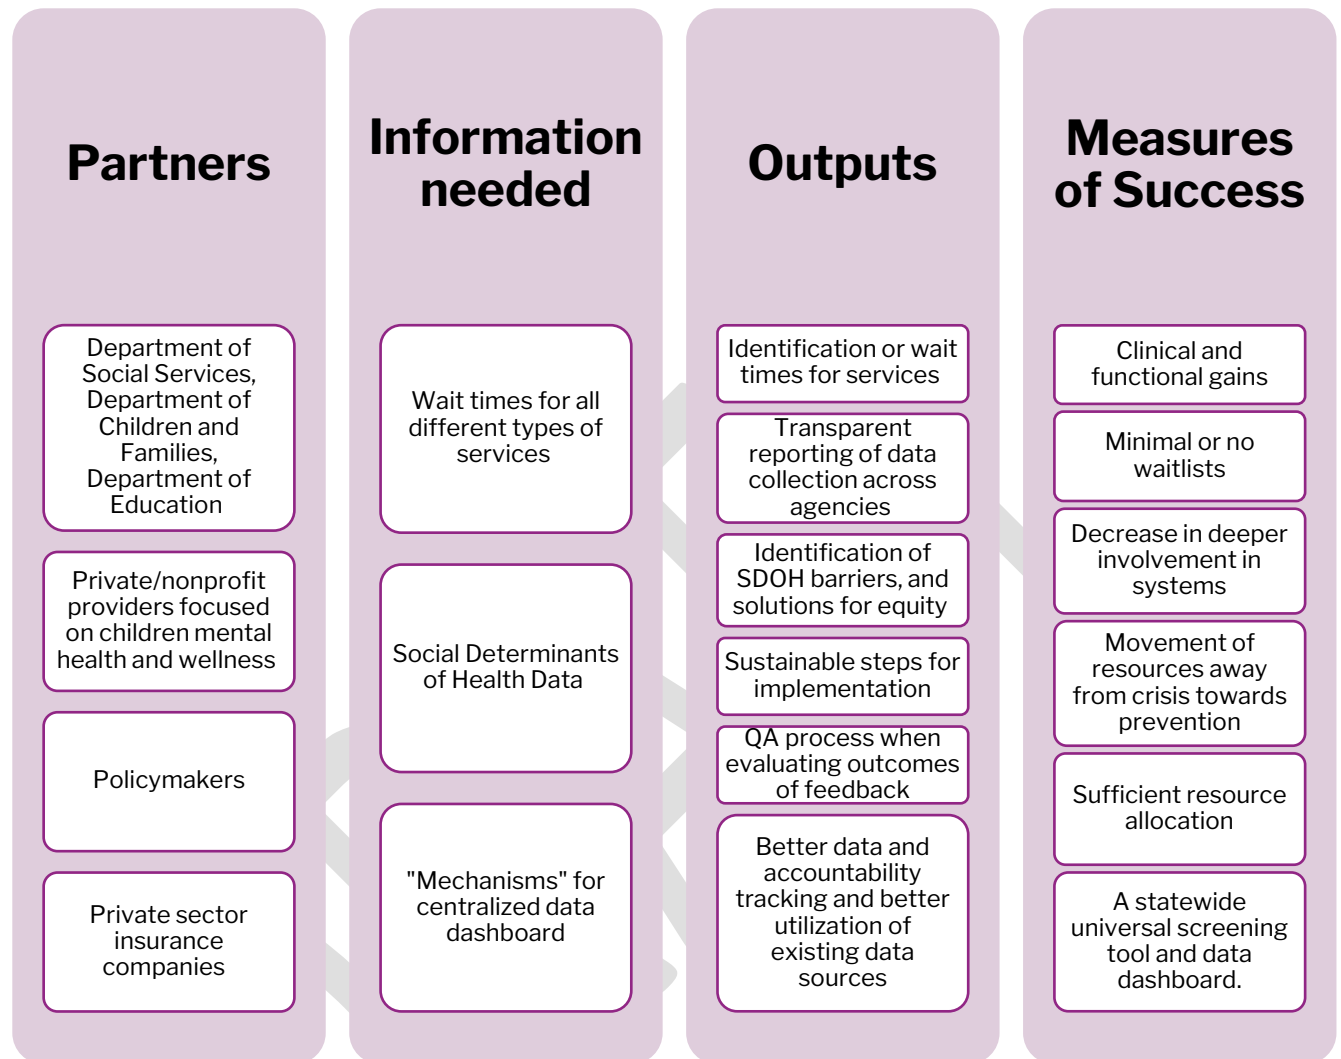 Partners
Department of
Social Services,
Department of
Children and
Families,
Department of
Education
Private/nonprofit
providers focused
on children mental
health and wellness
Policymakers
Private sector
insurance
companies
Information
needed
Wait times for all
different types of
services
Social Determinants
of Health Data
"Mechanisms" for
centralized data
dashboard
Outputs
Identification or wait
times for services
Transparent
reporting of data
collection across
agencies
Identification of
SDOH barriers, and
solutions for equity
Sustainable steps for
implementation
QA process when
evaluating outcomes
of feedback
Better data and
accountability
tracking and better
utilization of
existing data
sources
Measures
of Success
Clinical and
functional gains
Minimal or no
waitlists
Decrease in deeper
involvement in
systems
Movement of
resources away
from crisis towards
prevention
Sufficient resource
allocation
A statewide
universal screening
tool and data
dashboard.